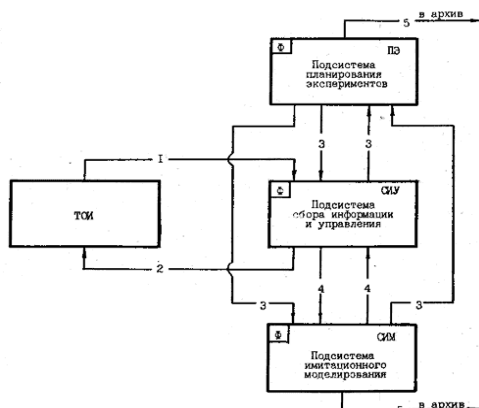 5 в архив
Ф ПЭ
Подсистема
планирования
экспериментов
1
3 3
ТОИ
Ф СИУ
Подсистема
сбора информации
и управления
2
4 4
3 3
Ф СИМ
Подсистема
имитационного
моделирования
в архив